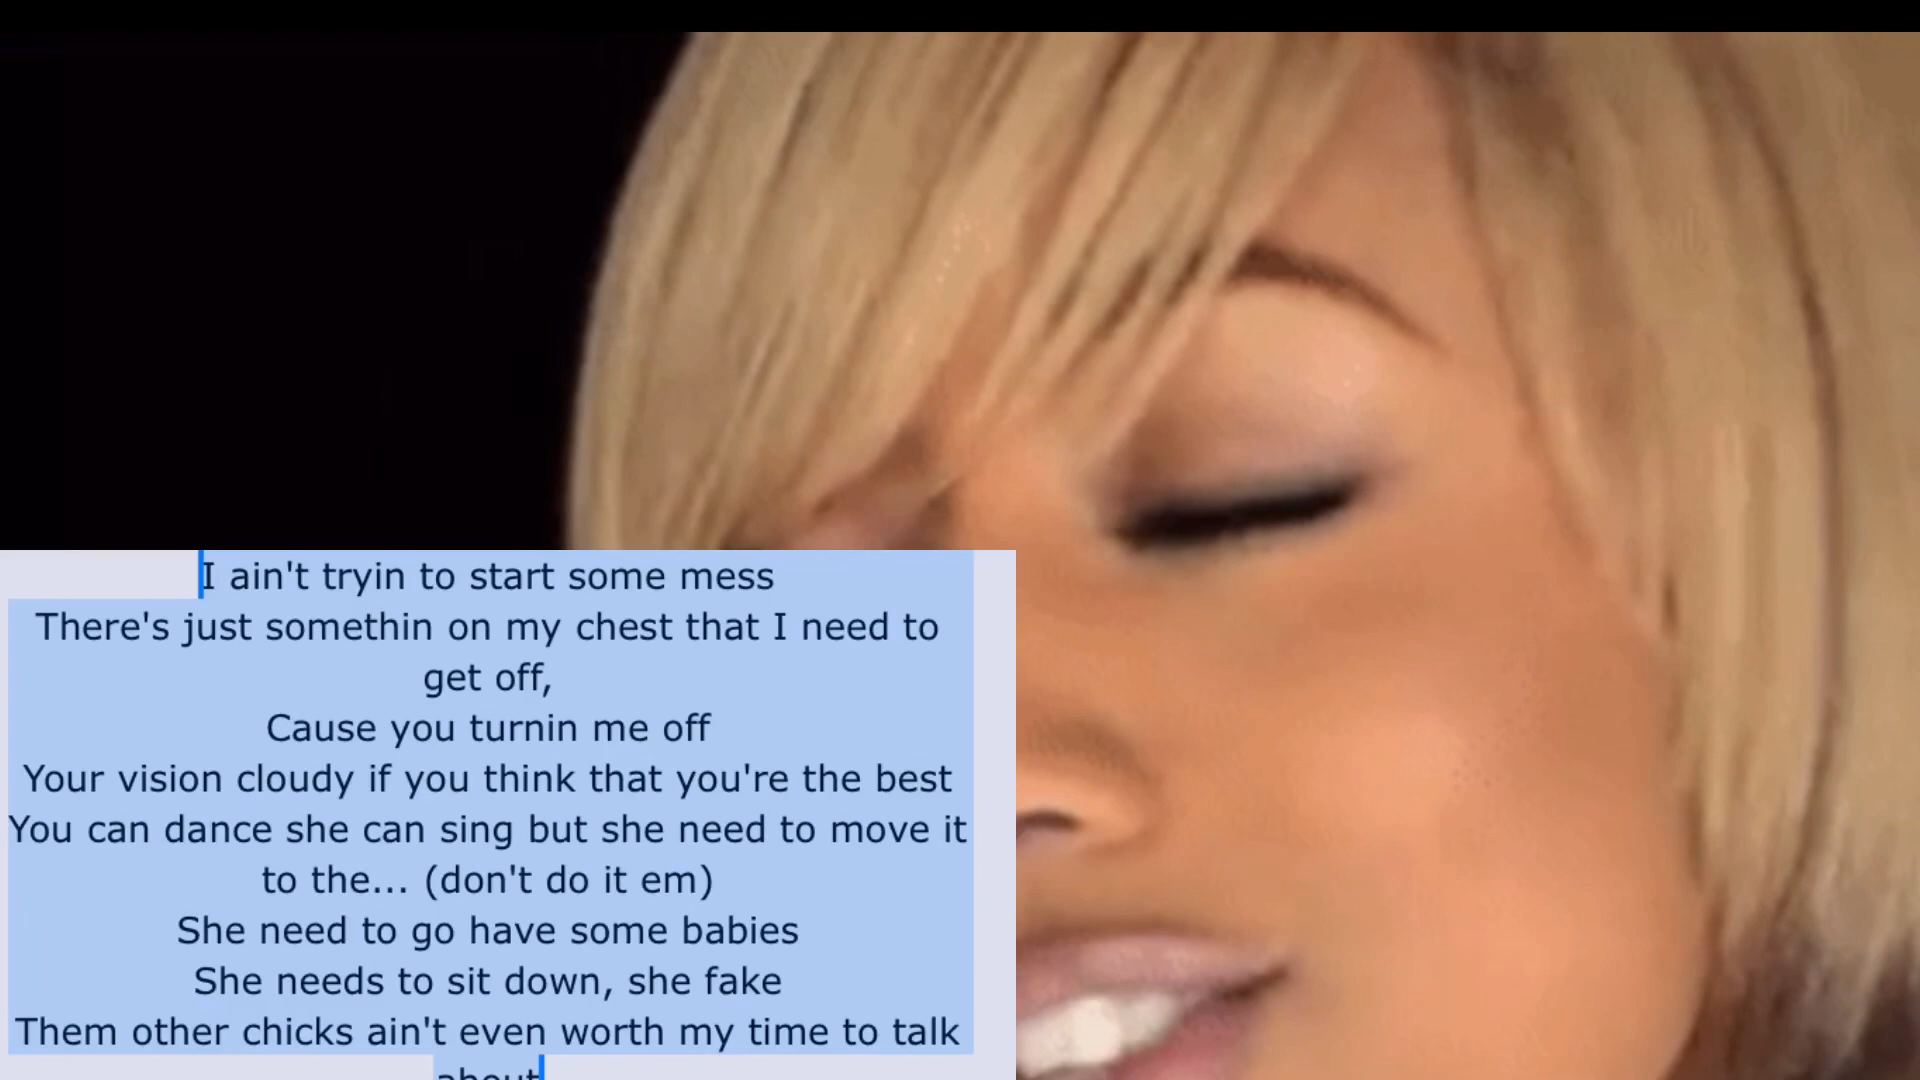 I ain't tryin to start some mess
There's just somethin on my chest that I need to
get off,
Cause you turnin me off
Your vision cloudy if you think that you're the best
You can dance she can sing but she need to move it
to the... (don't do it em)
She need to go have some babies
She needs to sit down, she fake
Them other chicks ain't even worth my time to talk
about